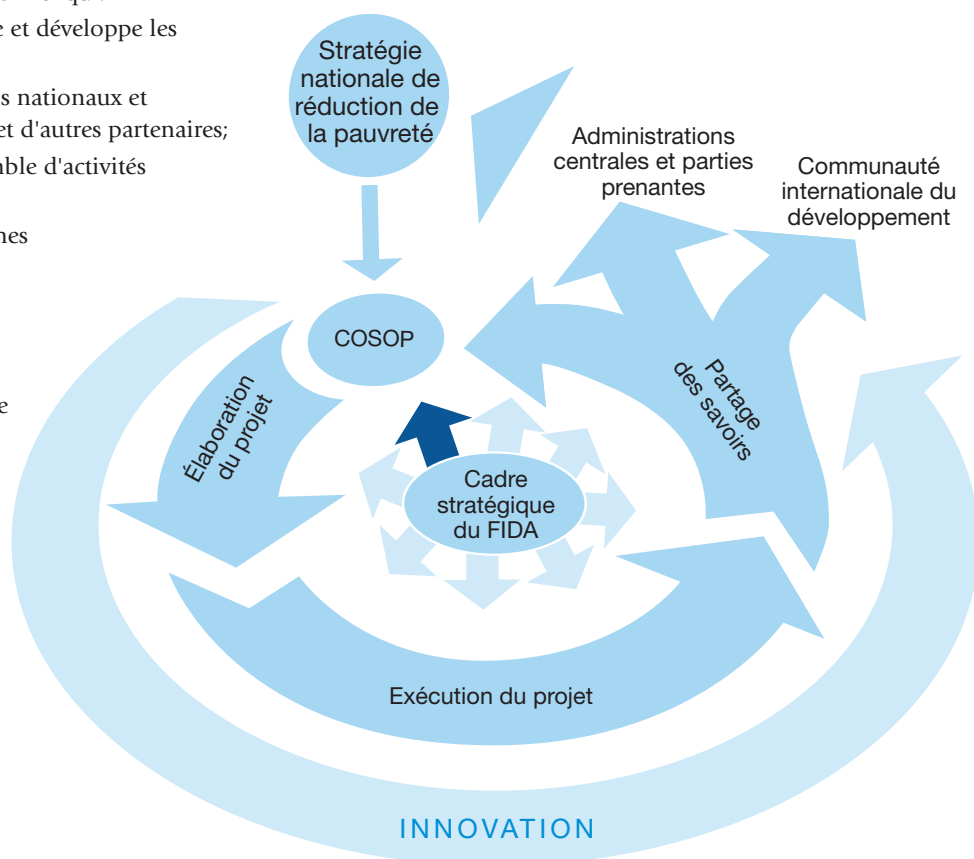 e et développe les
s nationaux et
et d'autres partenaires;
ble d'activités
nes
e
Stratégie
nationale de
réduction de
la pauvreté
Administrations
centrales et parties
prenantes
Communauté
internationale du
développement
COSOP
Élaboration
du projet
Partage
des savoirs
Cadre
stratégique
du FIDA
Exécution du projet
INNOVATION